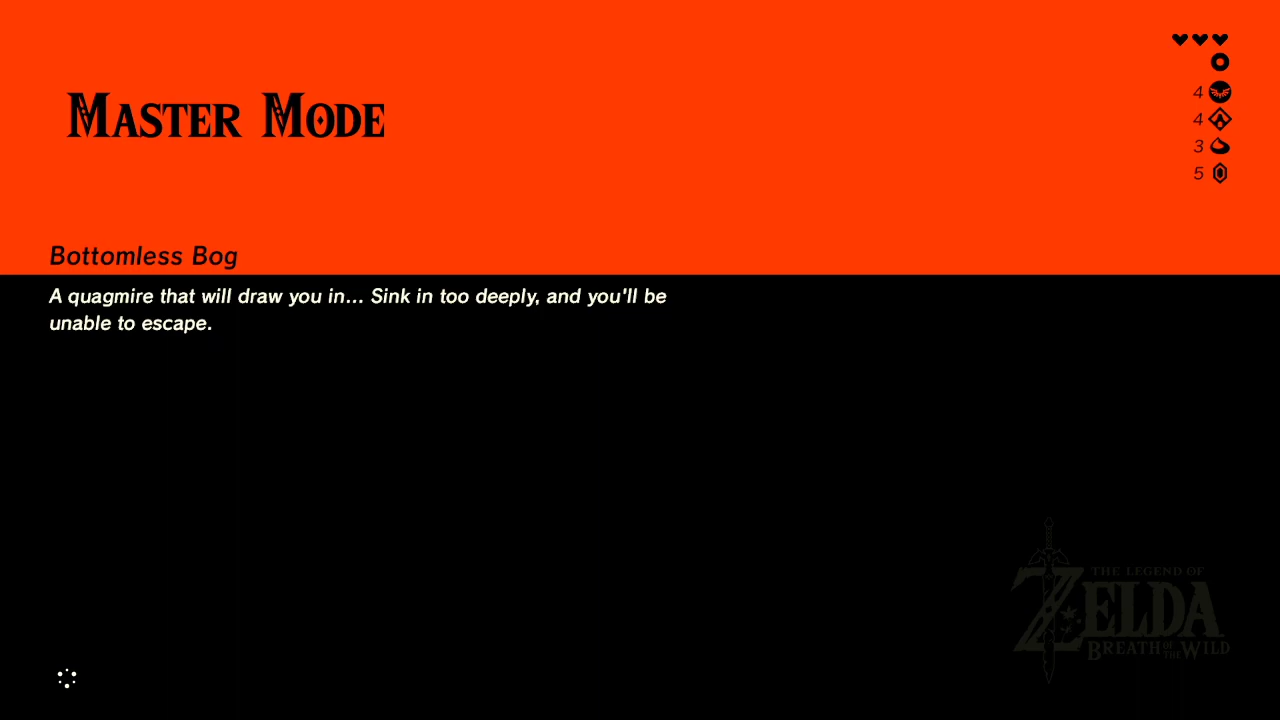 Master Mode
4
4
3
5
Bottomless Bog
A quagmire that will draw you in... Sink in too deeply, and you'll be
unable to escape.
THE LEGEND OF
ZELDA
BREATH OF THE WILD